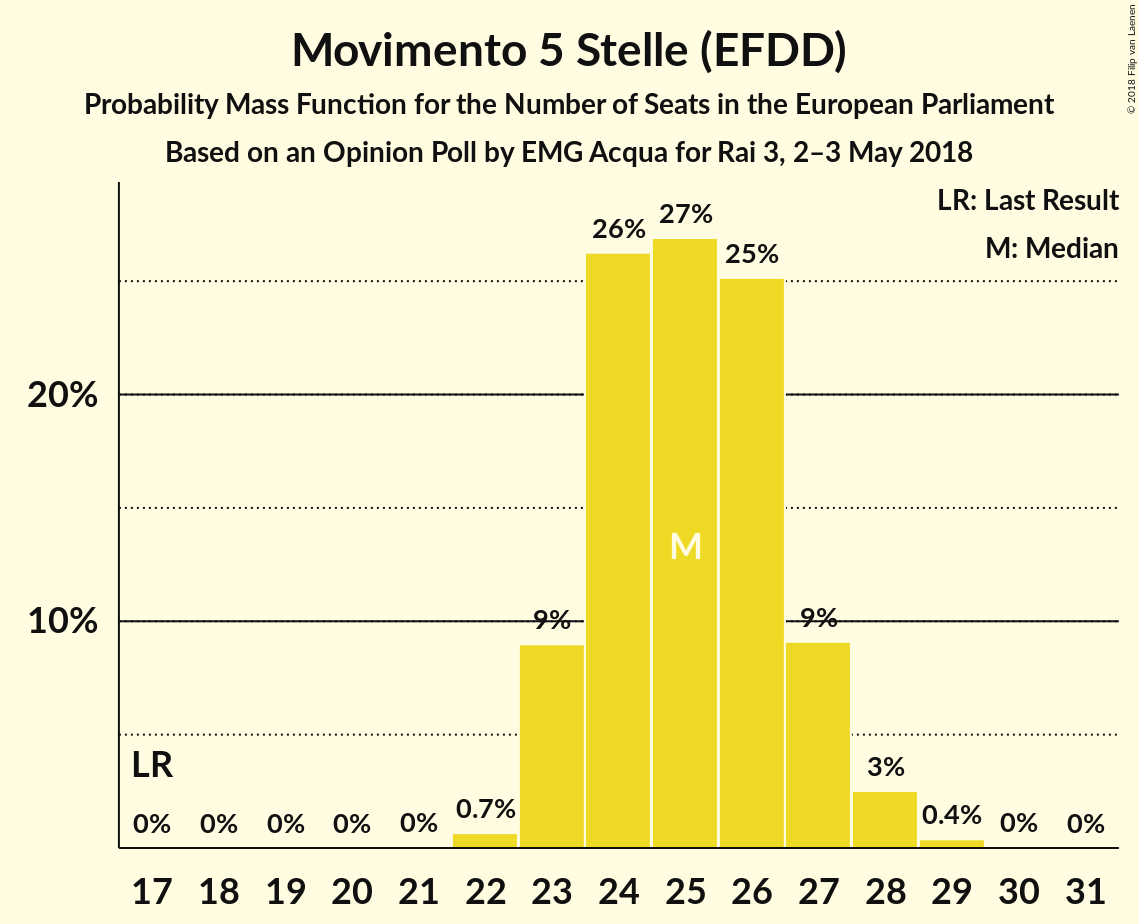 Movimento 5 Stelle (EFDD)
Probability Mass Function for the Number of Seats in the European Parliament
Based on an Opinion Poll by EMG Acqua for Rai 3, 2–3 May 2018
© 2018 Filip van Laenen
LR: Last Result
M: Median
26% 27% 25%
20%
M
10% 9% 9%
LR
0% 0% 0% 0% 0% 0.7% 3% 0.4% 0% 0%
17 18 19 20 21 22 23 24 25 26 27 28 29 30 31